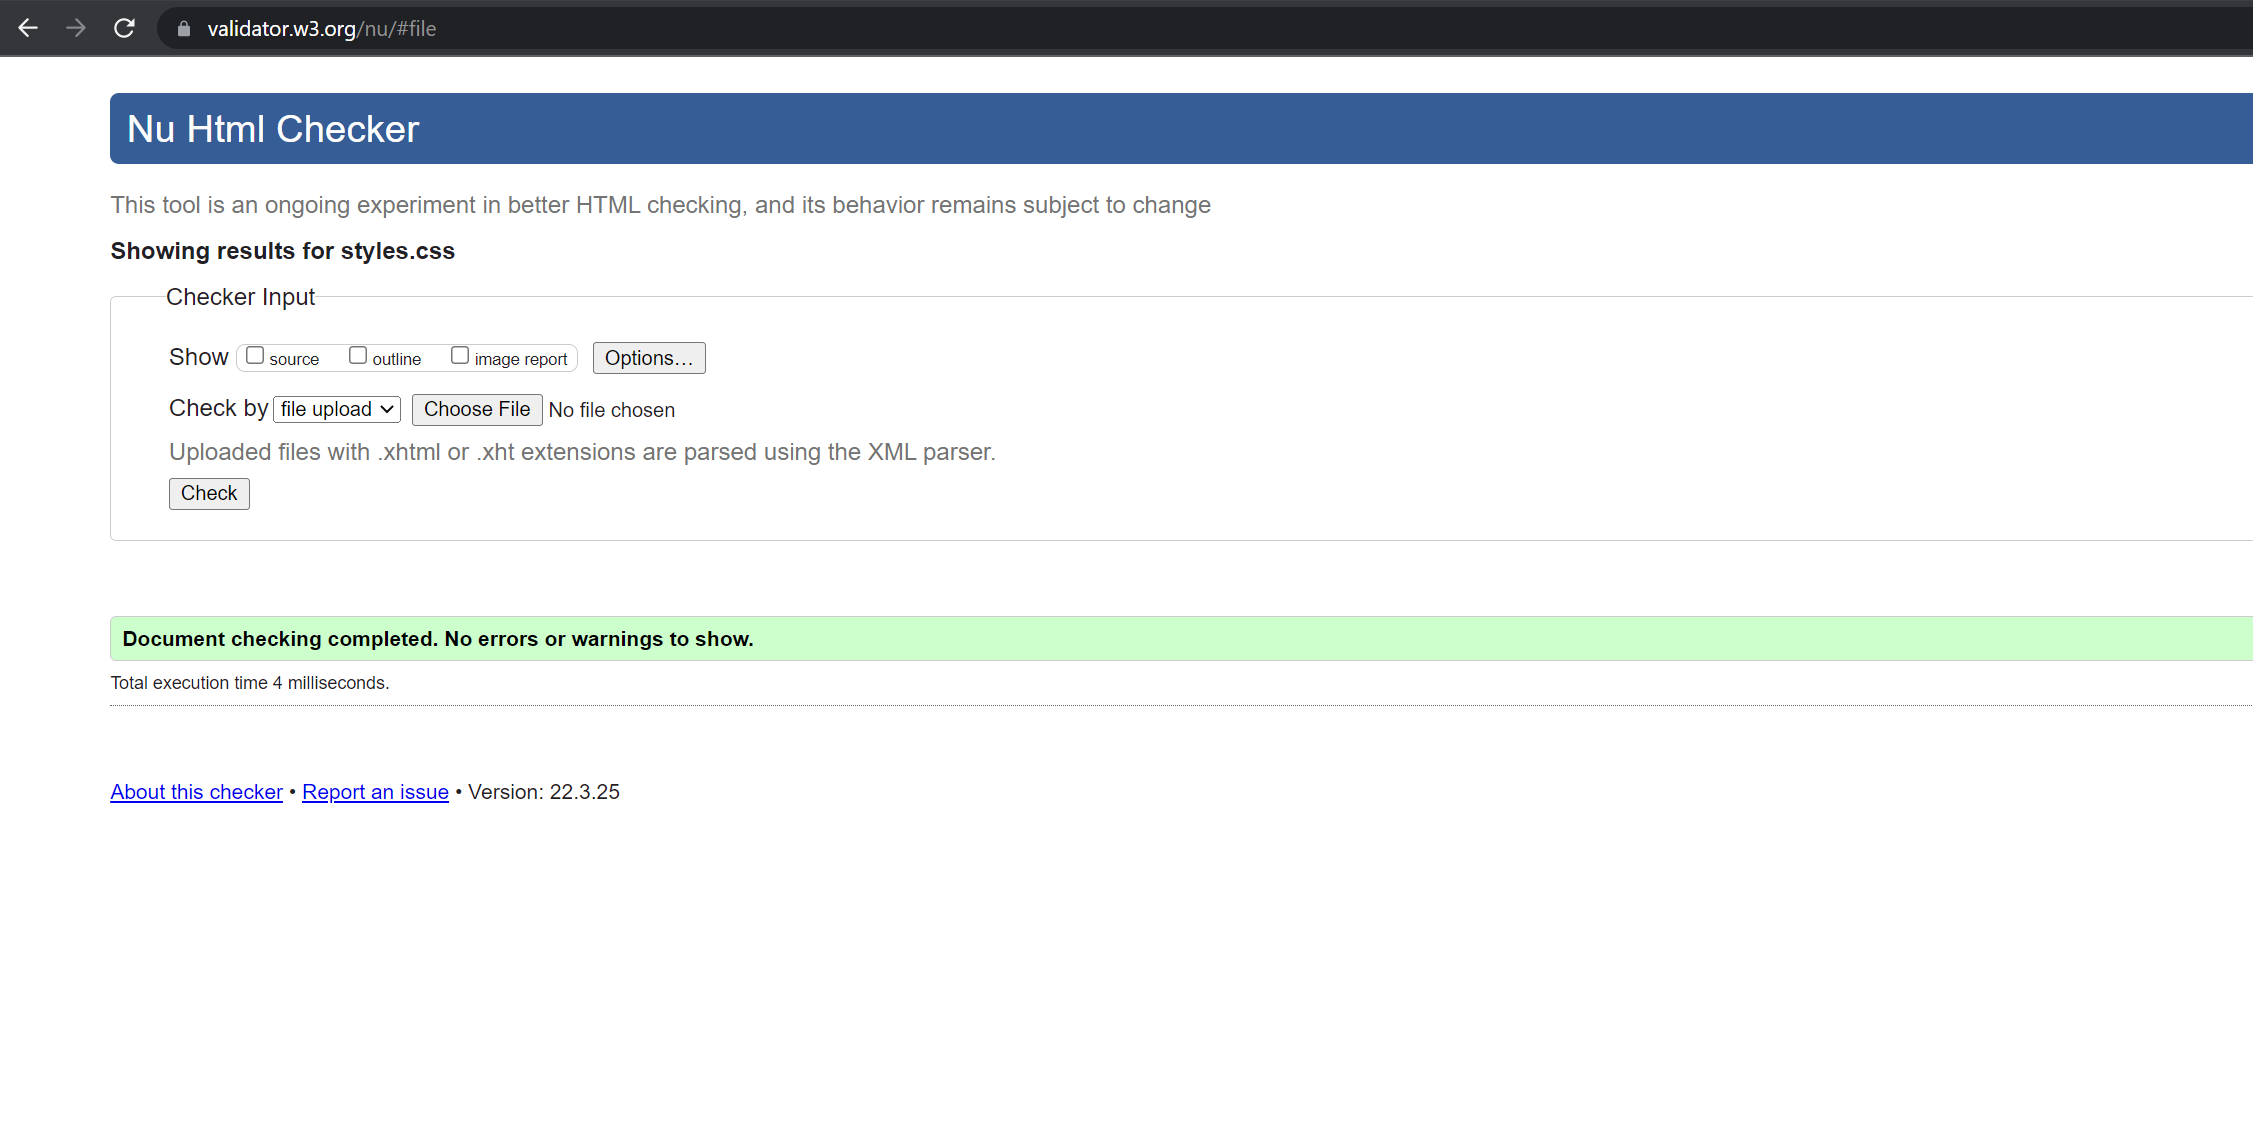 validator.w3.org/nu/#file
Nu Html Checker
This tool is an ongoing experiment in better HTML checking, and its behavior remains subject to change
Showing results for styles.css
Checker Input
Show source outline image report Options...
Check by file upload Choose File No file chosen
Uploaded files with .xhtml or .xht extensions are parsed using the XML parser.
Check
Document checking completed. No errors or warnings to show.
Total execution time 4 milliseconds.
About this checker • Report an issue • Version: 22.3.25